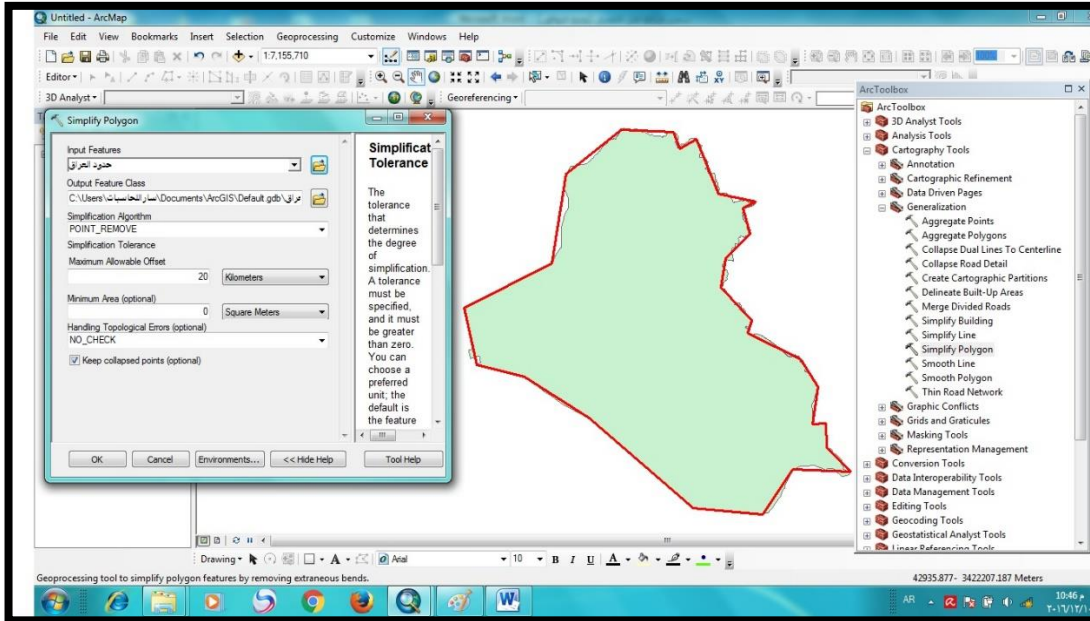 Untitled - ArcMap
File Edit View Bookmarks Insert Selection Geoprocessing Customize Windows Help
1:7,155,710
Editor
3D Analyst
Georeferencing
Simplify Polygon
Input Features
حدود العراق
Output Feature Class
Simplification Algorithm
POINT_REMOVE
Simplification Tolerance
Maximum Allowable Offset
20 Kilometers
Minimum Area (optional)
0 Square Meters
Handling Topological Errors (optional)
NO_CHECK
Keep collapsed points (optional)
OK Cancel Environments... << Hide Help Tool Help
Simplificat
Tolerance
The
tolerance
that
determines
the degree
of
simplification.
A tolerance
must be
specified,
and it must
be greater
than zero.
You can
choose a
preferred
unit; the
default is
the feature
ArcToolbox
ArcToolbox
3D Analyst Tools
Analysis Tools
Cartography Tools
Annotation
Cartographic Refinement
Data Driven Pages
Generalization
Aggregate Points
Aggregate Polygons
Collapse Dual Lines To Centerline
Collapse Road Detail
Create Cartographic Partitions
Delineate Built-Up Areas
Merge Divided Roads
Simplify Building
Simplify Line
Simplify Polygon
Smooth Line
Smooth Polygon
Thin Road Network
Graphic Conflicts
Grids and Graticules
Masking Tools
Representation Management
Conversion Tools
Data Interoperability Tools
Data Management Tools
Editing Tools
Geocoding Tools
Geostatistical Analyst Tools
Linear Referencing Tools
Drawing Arial 10 B I U A
Geoprocessing tool to simplify polygon features by removing extraneous bends.
42935.877- 3422207.187 Meters
AR
10:46 م